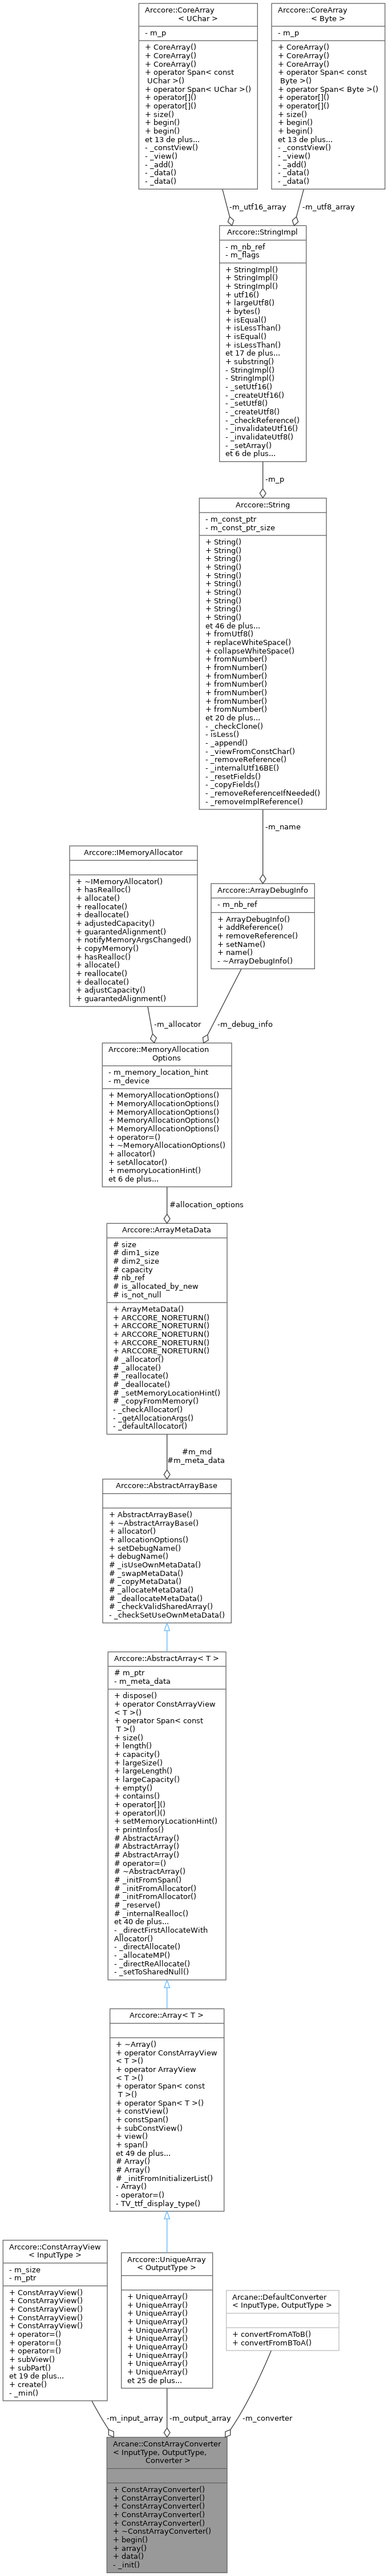 Arccore::CoreArray
< UChar >
- m_p
+ CoreArray()
+ CoreArray()
+ CoreArray()
+ operator Span< const
UChar >()
+ operator Span< UChar >()
+ operator[]()
+ operator[]()
+ size()
+ begin()
+ begin()
et 13 de plus...
- _constView()
- _view()
- _add()
- _data()
- _data()
Arccore::CoreArray
< Byte >
- m_p
+ CoreArray()
+ CoreArray()
+ CoreArray()
+ operator Span< const
Byte >()
+ operator Span< Byte >()
+ operator[]()
+ operator[]()
+ size()
+ begin()
+ begin()
et 13 de plus...
- _constView()
- _view()
- _add()
- _data()
- _data()
-m_utf16_array
-m_utf8_array
Arccore::StringImpl
- m_nb_ref
- m_flags
+ StringImpl()
+ StringImpl()
+ StringImpl()
+ utf16()
+ largeUtf8()
+ bytes()
+ isEqual()
+ isLessThan()
+ isEqual()
+ isLessThan()
et 17 de plus...
+ substring()
- StringImpl()
- StringImpl()
- _setUtf16()
- _createUtf16()
- _setUtf8()
- _createUtf8()
- _checkReference()
- _invalidateUtf16()
- _invalidateUtf8()
- _setArray()
et 6 de plus...
-m_p
Arccore::String
- m_const_ptr
- m_const_ptr_size
+ String()
+ String()
+ String()
+ String()
+ String()
+ String()
+ String()
+ String()
+ String()
+ String()
et 46 de plus...
+ fromUtf8()
+ replaceWhiteSpace()
+ collapseWhiteSpace()
+ fromNumber()
+ fromNumber()
+ fromNumber()
+ fromNumber()
+ fromNumber()
+ fromNumber()
+ fromNumber()
et 20 de plus...
- _checkClone()
- isLess()
- _append()
- _viewFromConstChar()
- _removeReference()
- _internalUtf16BE()
- _resetFields()
- _copyFields()
- _removeReferenceIfNeeded()
- _removeImplReference()
-m_name
Arccore::IMemoryAllocator
+ ~IMemoryAllocator()
+ hasRealloc()
+ allocate()
+ reallocate()
+ deallocate()
+ adjustedCapacity()
+ guarantedAlignment()
+ notifyMemoryArgsChanged()
+ copyMemory()
+ hasRealloc()
+ allocate()
+ reallocate()
+ deallocate()
+ adjustCapacity()
+ guarantedAlignment()
Arccore::ArrayDebugInfo
- m_nb_ref
+ ArrayDebugInfo()
+ addReference()
+ removeReference()
+ setName()
+ name()
- ~ArrayDebugInfo()
-m_allocator
-m_debug_info
Arccore::MemoryAllocation
Options
- m_memory_location_hint
- m_device
+ MemoryAllocationOptions()
+ MemoryAllocationOptions()
+ MemoryAllocationOptions()
+ MemoryAllocationOptions()
+ MemoryAllocationOptions()
+ operator=()
+ ~MemoryAllocationOptions()
+ allocator()
+ setAllocator()
+ memoryLocationHint()
et 6 de plus...
#allocation_options
Arccore::ArrayMetaData
# size
# dim1_size
# dim2_size
# capacity
# nb_ref
# is_allocated_by_new
# is_not_null
+ ArrayMetaData()
+ ARCCORE_NORETURN()
+ ARCCORE_NORETURN()
+ ARCCORE_NORETURN()
+ ARCCORE_NORETURN()
+ ARCCORE_NORETURN()
# _allocator()
# _allocate()
# _reallocate()
# _deallocate()
# _setMemoryLocationHint()
# _copyFromMemory()
- _checkAllocator()
- _getAllocationArgs()
- _defaultAllocator()
#m_md
#m_meta_data
Arccore::AbstractArrayBase
+ AbstractArrayBase()
+ ~AbstractArrayBase()
+ allocator()
+ allocationOptions()
+ setDebugName()
+ debugName()
# _isUseOwnMetaData()
# _swapMetaData()
# _copyMetaData()
# _allocateMetaData()
# _deallocateMetaData()
# _checkValidSharedArray()
- _checkSetUseOwnMetaData()
Arccore::AbstractArray< T >
# m_ptr
- m_meta_data
+ dispose()
+ operator ConstArrayView
< T >()
+ operator Span< const
T >()
+ size()
+ length()
+ capacity()
+ largeSize()
+ largeLength()
+ largeCapacity()
+ empty()
+ contains()
+ operator[]()
+ operator()()
+ setMemoryLocationHint()
+ printInfos()
# AbstractArray()
# AbstractArray()
# AbstractArray()
# operator=()
# ~AbstractArray()
# _initFromSpan()
# _initFromAllocator()
# _initFromAllocator()
# _reserve()
# _internalRealloc()
et 40 de plus...
- _directFirstAllocateWith
Allocator()
- _directAllocate()
- _allocateMP()
- _directReAllocate()
- _setToSharedNull()
Arccore::Array< T >
+ ~Array()
+ operator ConstArrayView
< T >()
+ operator ArrayView
< T >()
+ operator Span< const
T >()
+ operator Span< T >()
+ constView()
+ constSpan()
+ subConstView()
+ view()
+ span()
et 49 de plus...
# Array()
# Array()
# _initFromInitializerList()
- Array()
- operator=()
- TV_ttf_display_type()
Arccore::ConstArrayView
< InputType >
- m_size
- m_ptr
+ ConstArrayView()
+ ConstArrayView()
+ ConstArrayView()
+ ConstArrayView()
+ ConstArrayView()
+ operator=()
+ operator=()
+ operator=()
+ subView()
+ subPart()
et 19 de plus...
+ create()
- _min()
Arccore::UniqueArray
< OutputType >
+ UniqueArray()
+ UniqueArray()
+ UniqueArray()
+ UniqueArray()
+ UniqueArray()
+ UniqueArray()
+ UniqueArray()
+ UniqueArray()
+ UniqueArray()
+ UniqueArray()
et 25 de plus...
Arcane::DefaultConverter
< InputType, OutputType >
+ convertFromAToB()
+ convertFromBToA()
-m_input_array
-m_output_array
-m_converter
Arcane::ConstArrayConverter
< InputType, OutputType,
Converter >
+ ConstArrayConverter()
+ ConstArrayConverter()
+ ConstArrayConverter()
+ ConstArrayConverter()
+ ConstArrayConverter()
+ ~ConstArrayConverter()
+ begin()
+ array()
+ data()
- _init()